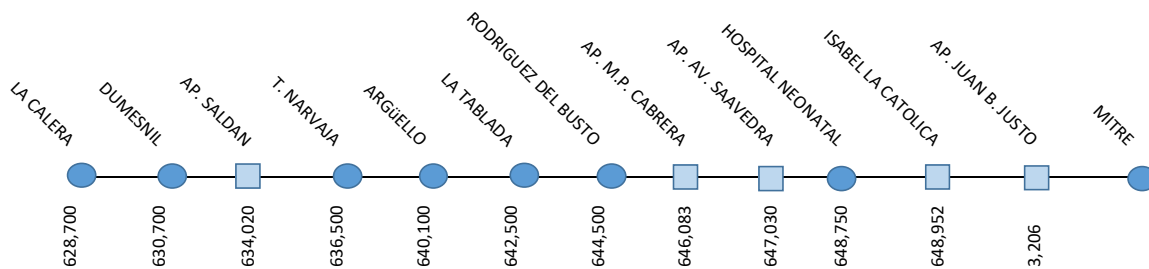 LA CALERA
DUMESNIL
AP. SALDAN
T. NARVAJA
ARGüELLO
LA TABLADA
RODRIGUEZ DEL BUSTO
AP. M.P. CABRERA
AP. AV. SAAVEDRA
HOSPITAL NEONATAL
ISABEL LA CATOLICA
AP. JUAN B. JUSTO
MITRE
628,700
630,700
634,020
636,500
640,100
642,500
644,500
646,083
647,030
648,750
648,952
3,206